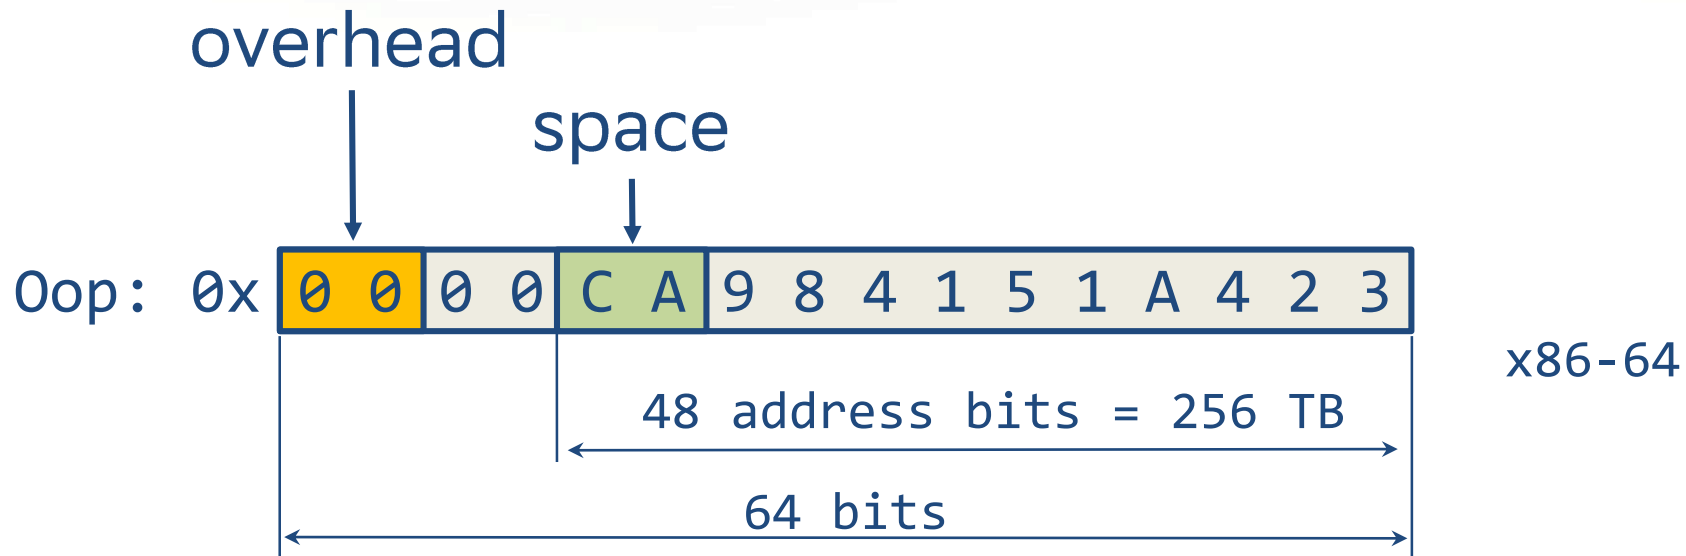 overhead
space
Oop: 0x 0 0 0 0 C A 9 8 4 1 5 1 A 4 2 3
x86-64
48 address bits = 256 TB
64 bits